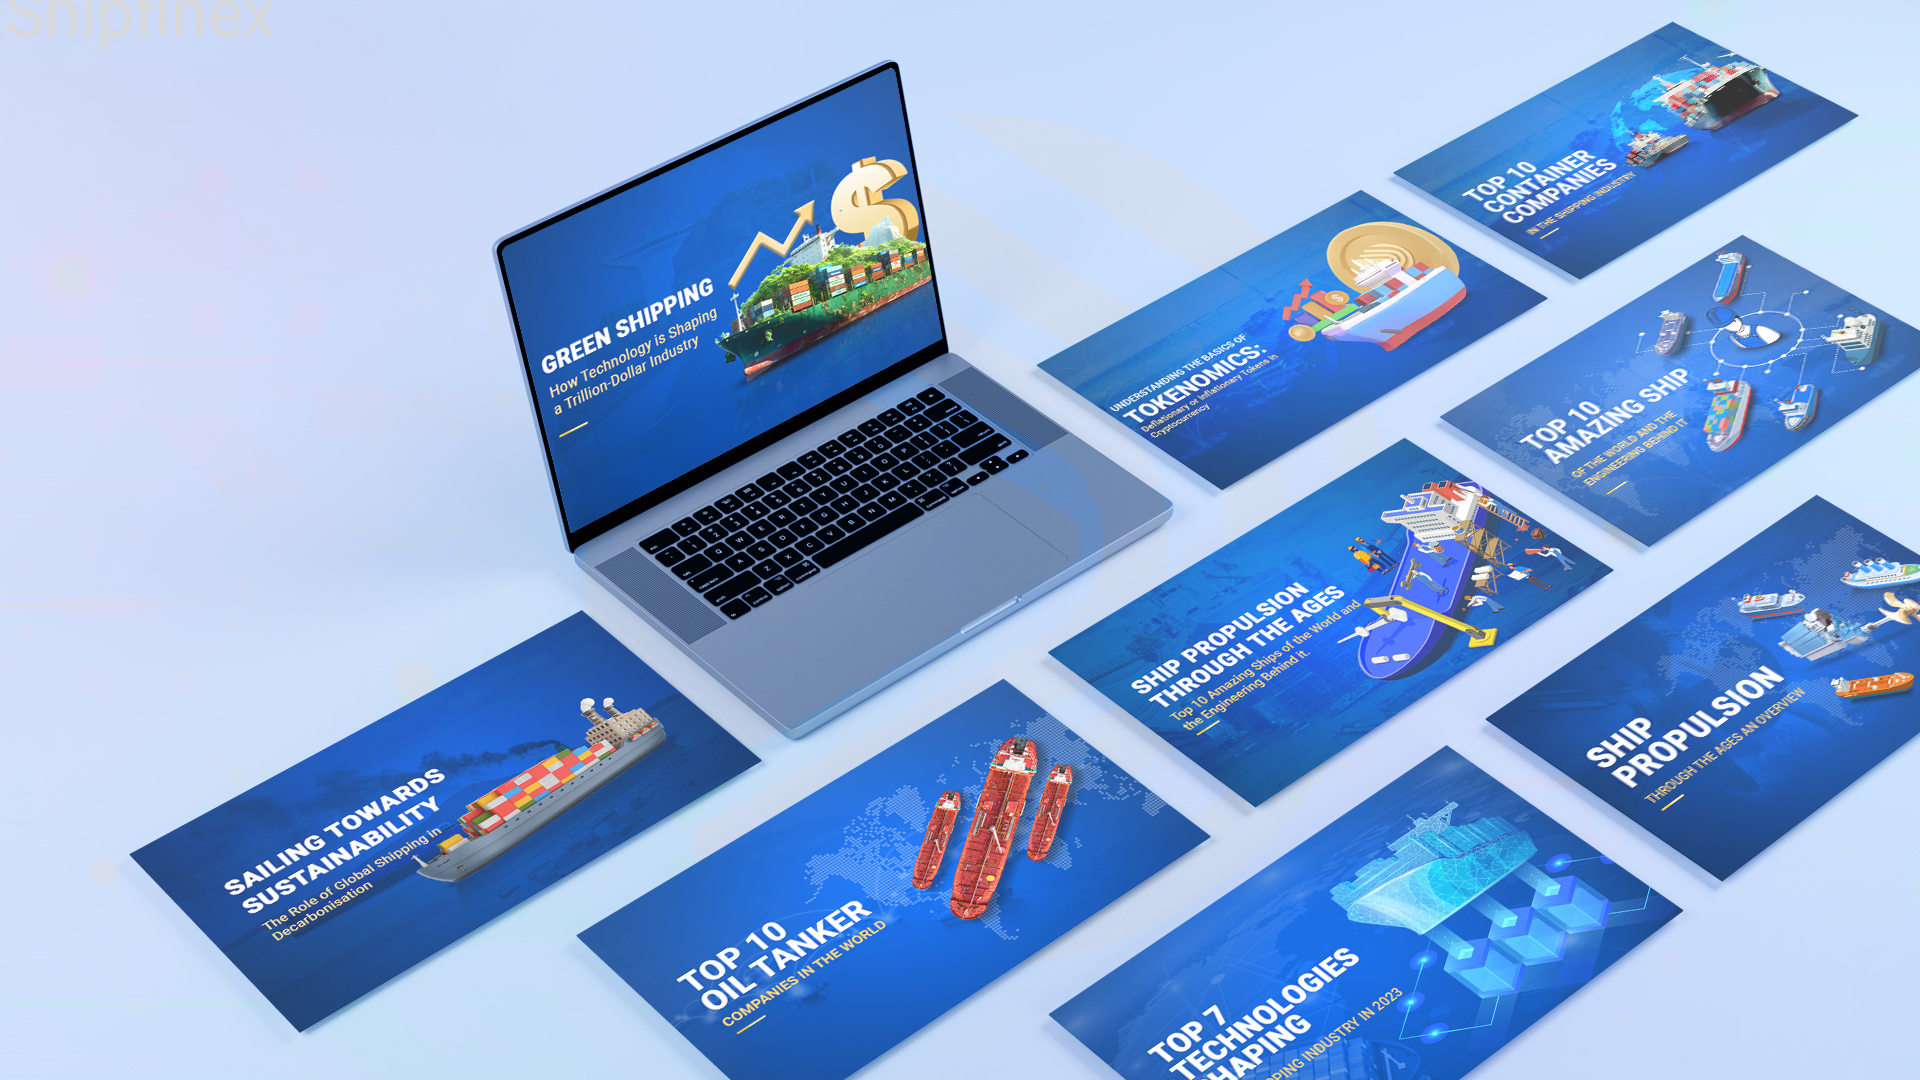 Shipfinex
GREEN SHIPPING
How Technology is Shaping
a Trillion-Dollar Industry
TOP 10
CONTAINER
COMPANIES
IN THE SHIPPING INDUSTRY
UNDERSTANDING THE BASICS OF
TOKENOMICS:
Deflationary or Inflationary Tokens in
Cryptocurrency
TOP 10
AMAZING SHIP
OF THE WORLD AND THE
ENGINEERING BEHIND IT
SHIP PROPULSION
THROUGH THE AGES
Top 10 Amazing Ships of the World and
the Engineering Behind it.
SHIP
PROPULSION
THROUGH THE AGES AN OVERVIEW
SAILING TOWARDS
SUSTAINABILITY
The Role of Global Shipping in
Decarbonisation
TOP 10
OIL TANKER
COMPANIES IN THE WORLD
TOP 7
TECHNOLOGIES
HAPING
PPING INDUSTRY IN 2023